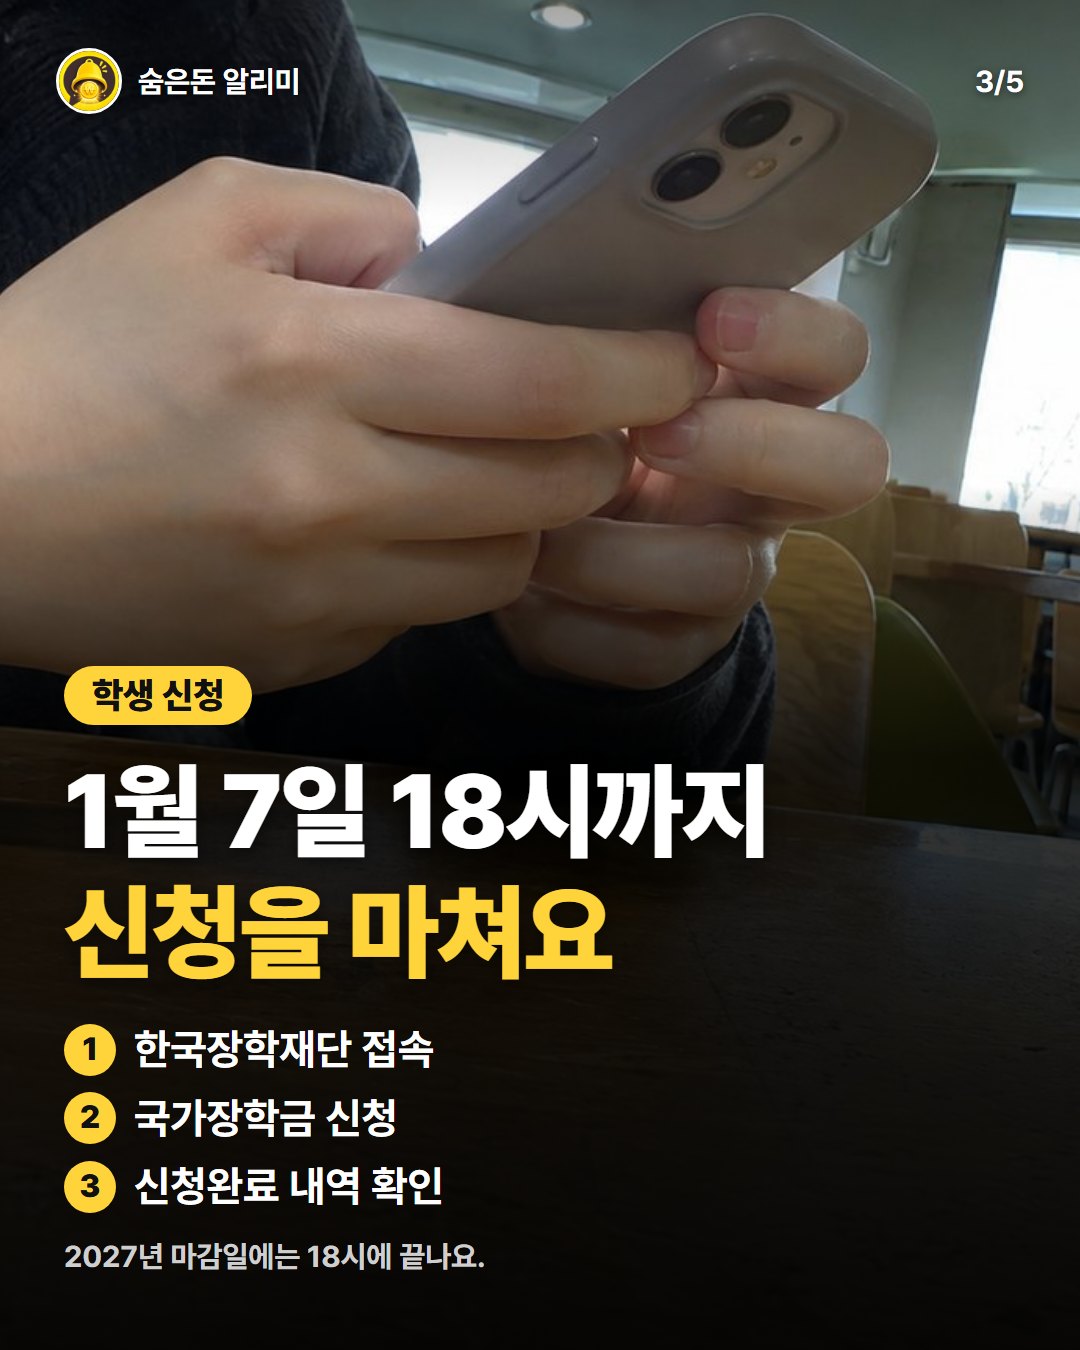 숨은돈 알리미
3/5
학생 신청
1월 7일 18시까지
신청을 마쳐요
1 한국장학재단 접속
2 국가장학금 신청
3 신청완료 내역 확인
2027년 마감일에는 18시에 끝나요.